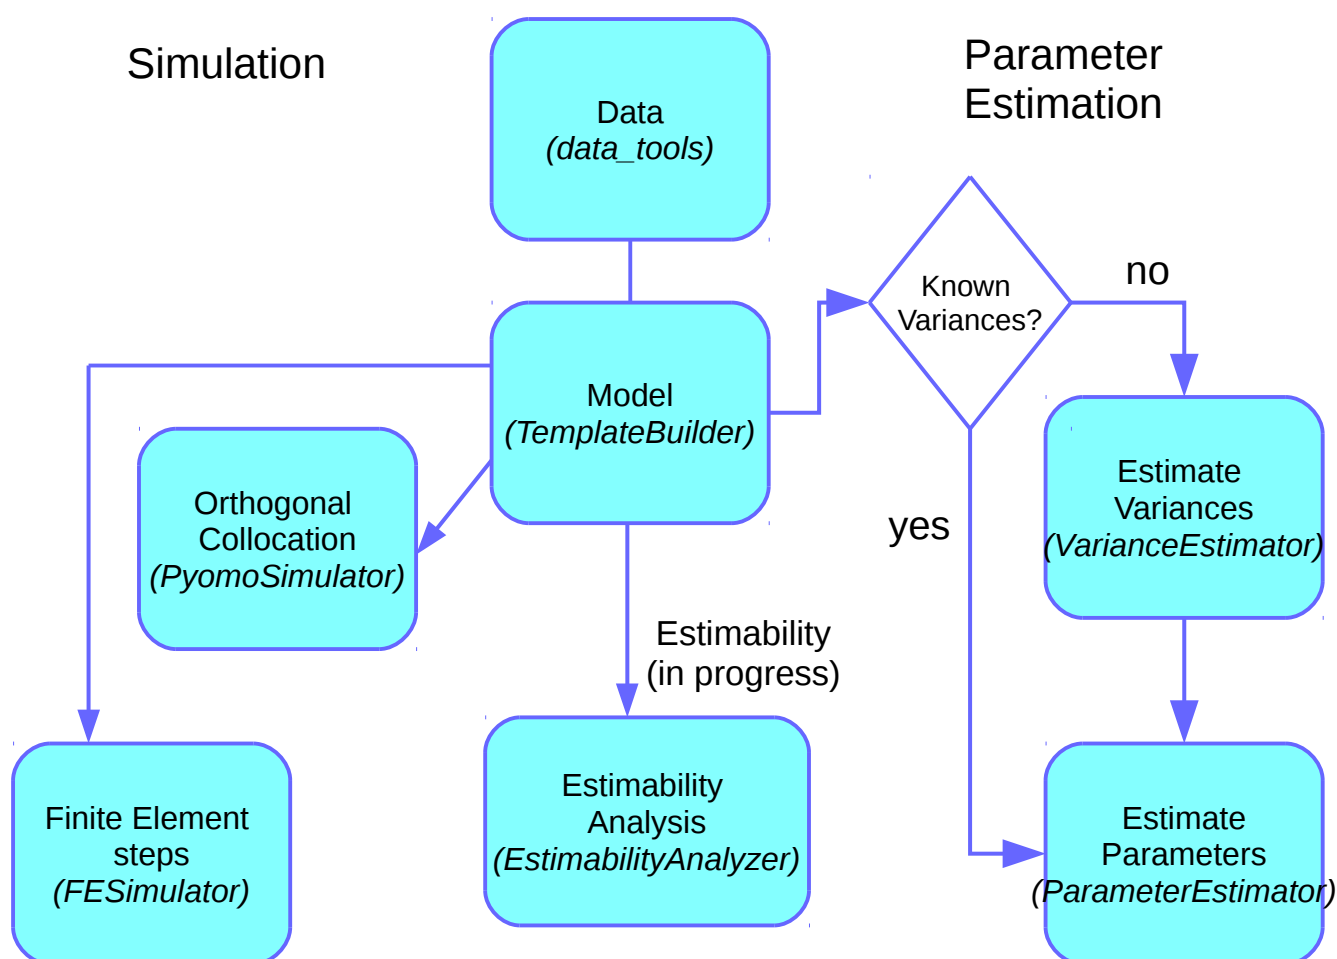 Simulation
Data
(data_tools)
Parameter
Estimation
Known
Variances?
no
Model
(TemplateBuilder)
Orthogonal
Collocation
(PyomoSimulator)
yes
Estimate
Variances
(VarianceEstimator)
Estimability
(in progress)
Finite Element
steps
(FESimulator)
Estimability
Analysis
(EstimabilityAnalyzer)
Estimate
Parameters
(ParameterEstimator)